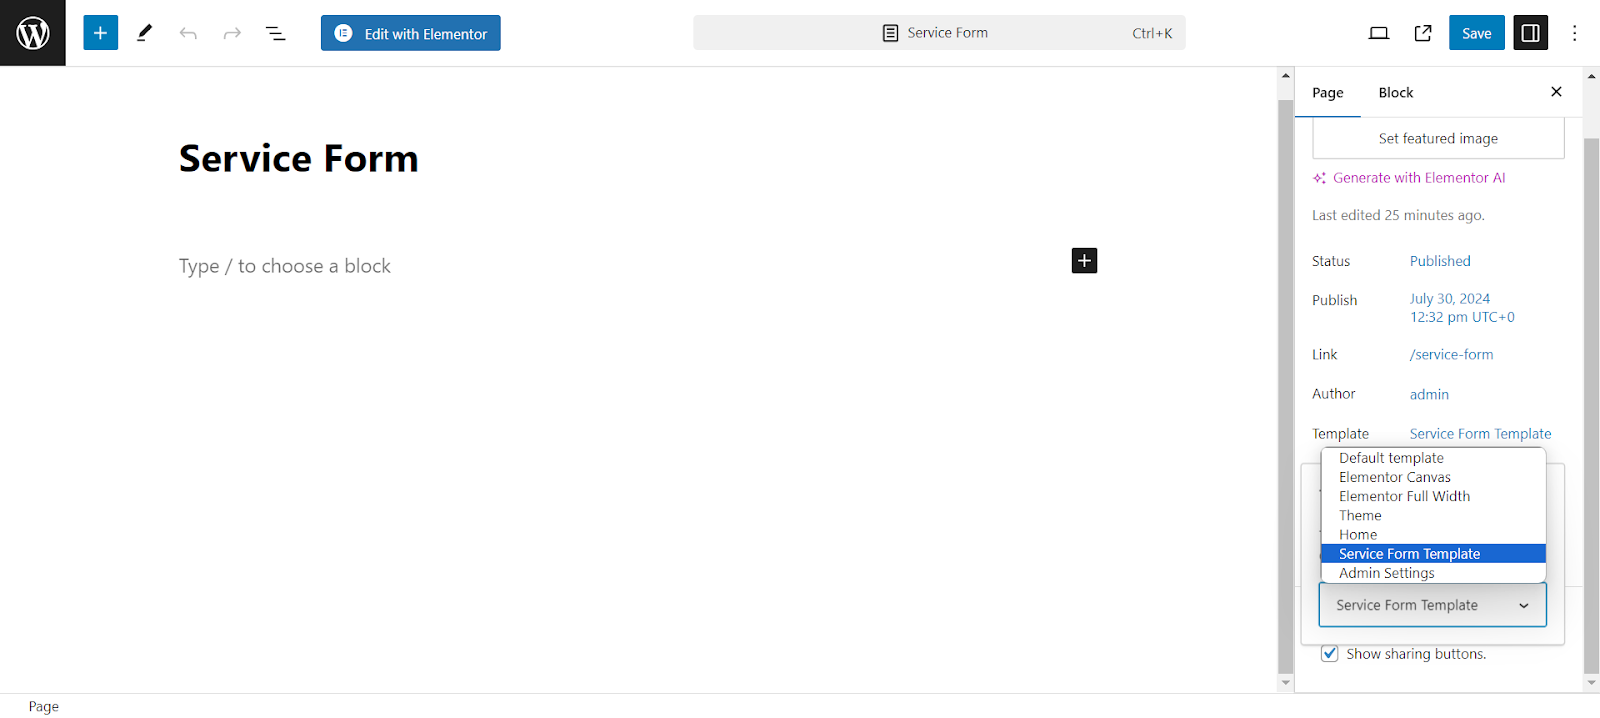 Edit with Elementor
Service Form
Ctrl+K
Save
Service Form
Type / to choose a block
Page
Block
Set featured image
Generate with Elementor AI
Last edited 25 minutes ago.
Status
Published
Publish
July 30, 2024
12:32 pm UTC+0
Link
/service-form
Author
admin
Template
Service Form Template
Default template
Elementor Canvas
Elementor Full Width
Theme
Home
Service Form Template
Admin Settings
Service Form Template
Show sharing buttons.
Page